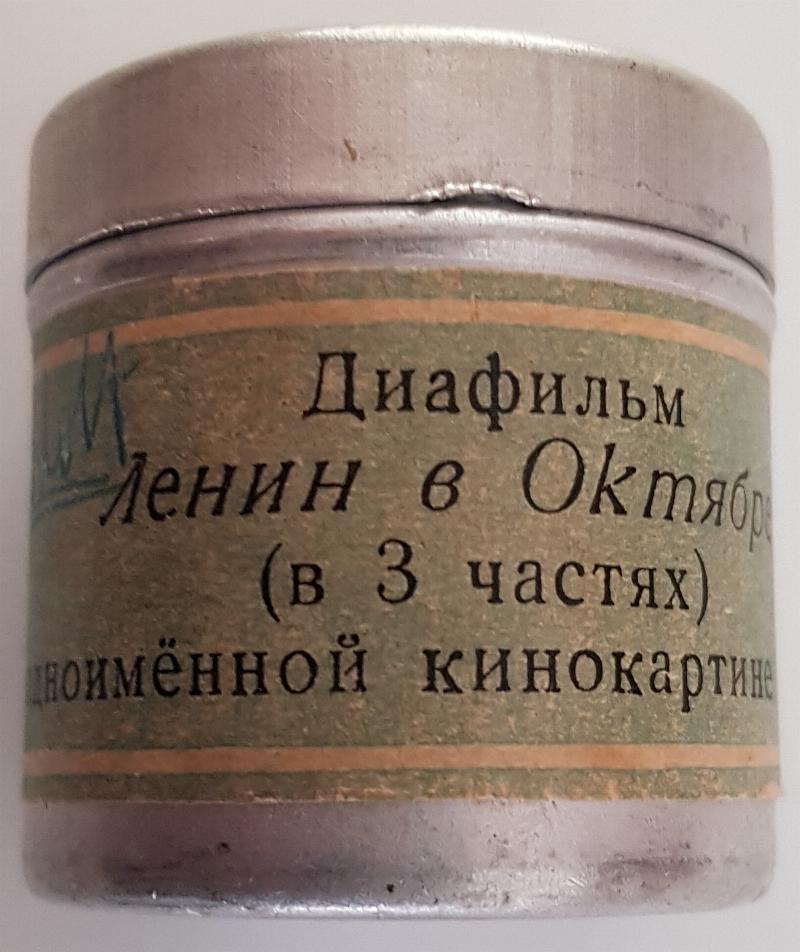 Диафильм
Ленин в Октябре
(в 3 частях)
одноимённой кинокартине